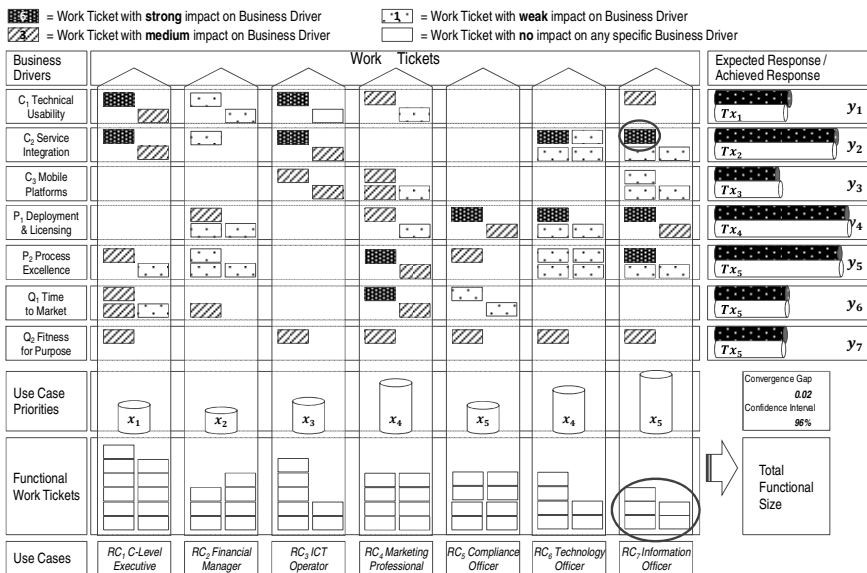 = Work Ticket with strong impact on Business Driver
1 = Work Ticket with weak impact on Business Driver
3 = Work Ticket with medium impact on Business Driver
= Work Ticket with no impact on any specific Business Driver
Business
Drivers
Work Tickets
Expected Response /
Achieved Response
C1 Technical
Usability
Tx1
y1
C2 Service
Integration
Tx2
y2
C3 Mobile
Platforms
Tx3
y3
P1 Deployment
& Licensing
Tx4
y4
P2 Process
Excellence
Tx5
y5
Q1 Time
to Market
Tx5
y6
Q2 Fitness
for Purpose
Tx5
y7
Use Case
Priorities
x1
x2
x3
x4
x5
x4
x5
Convergence Gap
0.02
Confidence Interval
96%
Functional
Work Tickets
Total
Functional
Size
Use Cases
RC1 C-Level
Executive
RC2 Financial
Manager
RC3 ICT
Operator
RC4 Marketing
Professional
RC5 Compliance
Officer
RC6 Technology
Officer
RC7 Information
Officer